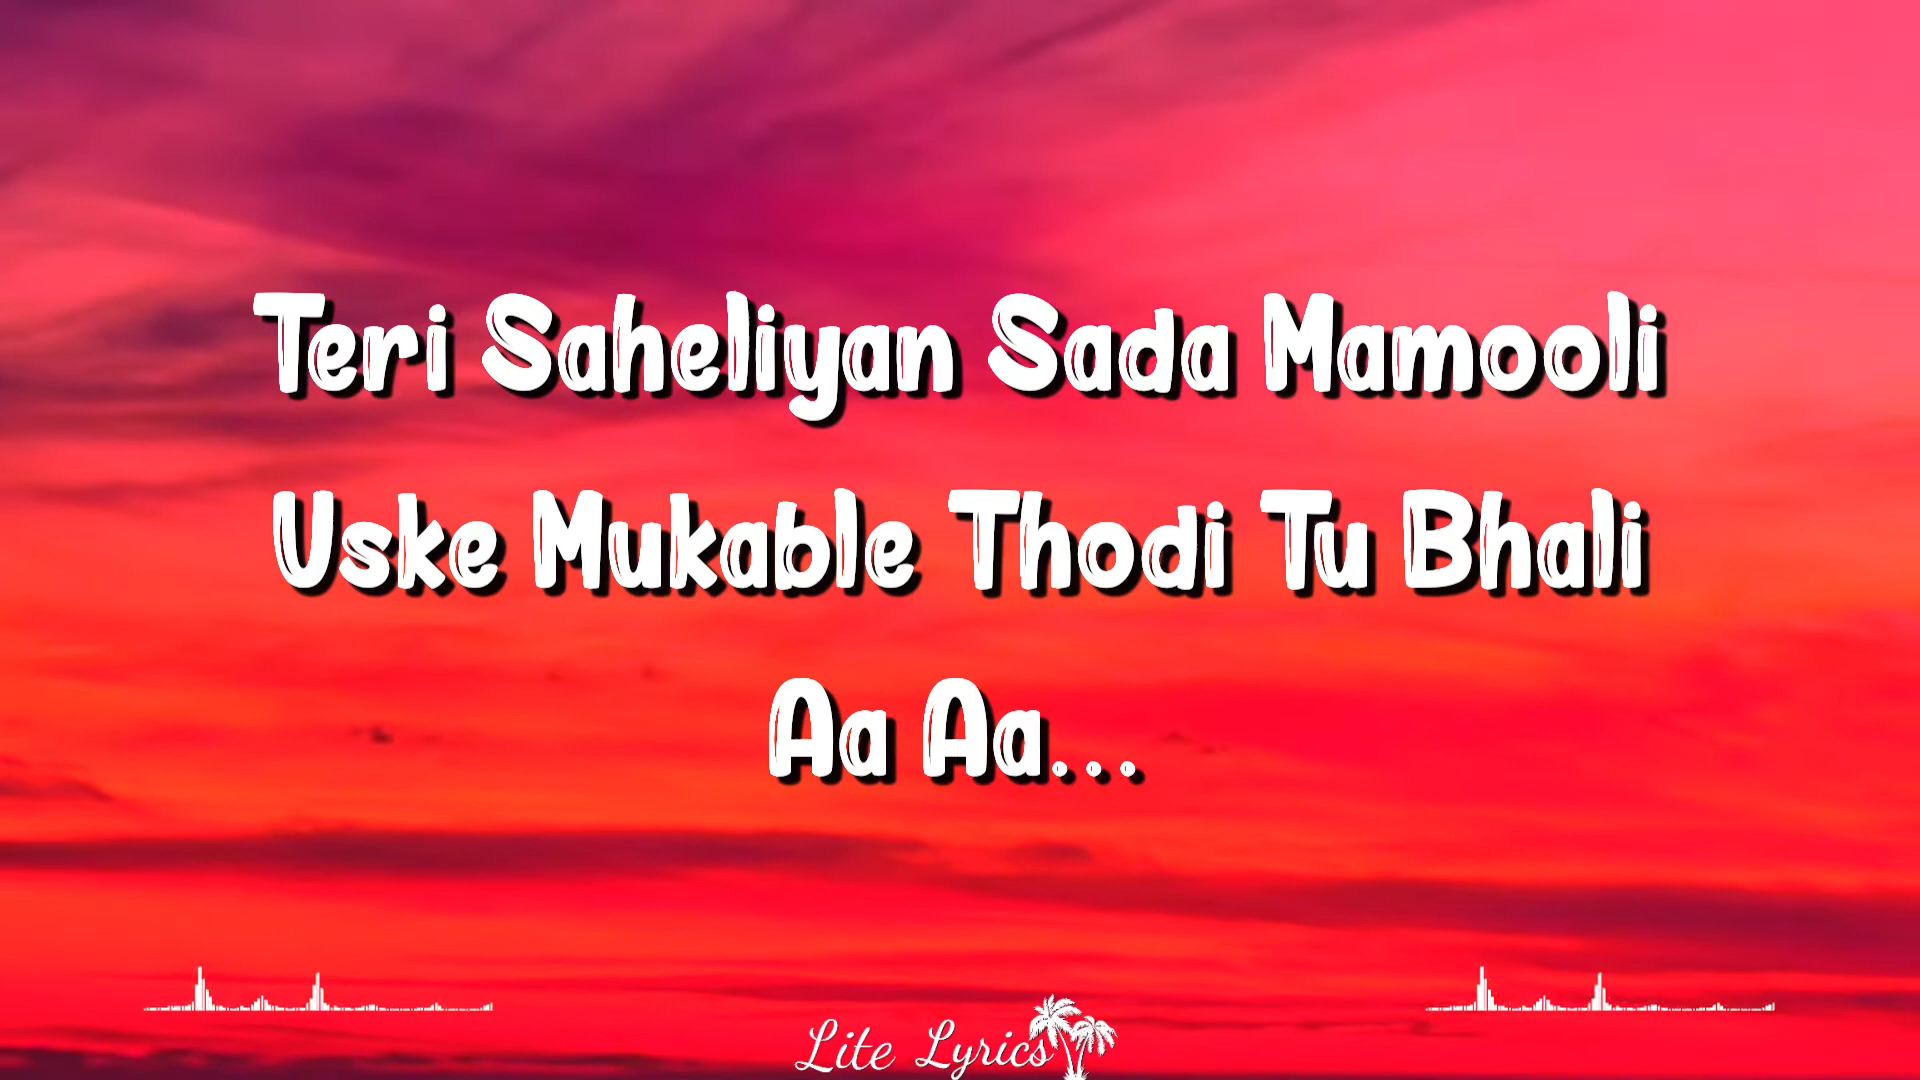 Teri Saheliyan Sada Mamooli
Uske Mukable Thodi Tu Bhali
Aa Aa...
Lite Lyrics